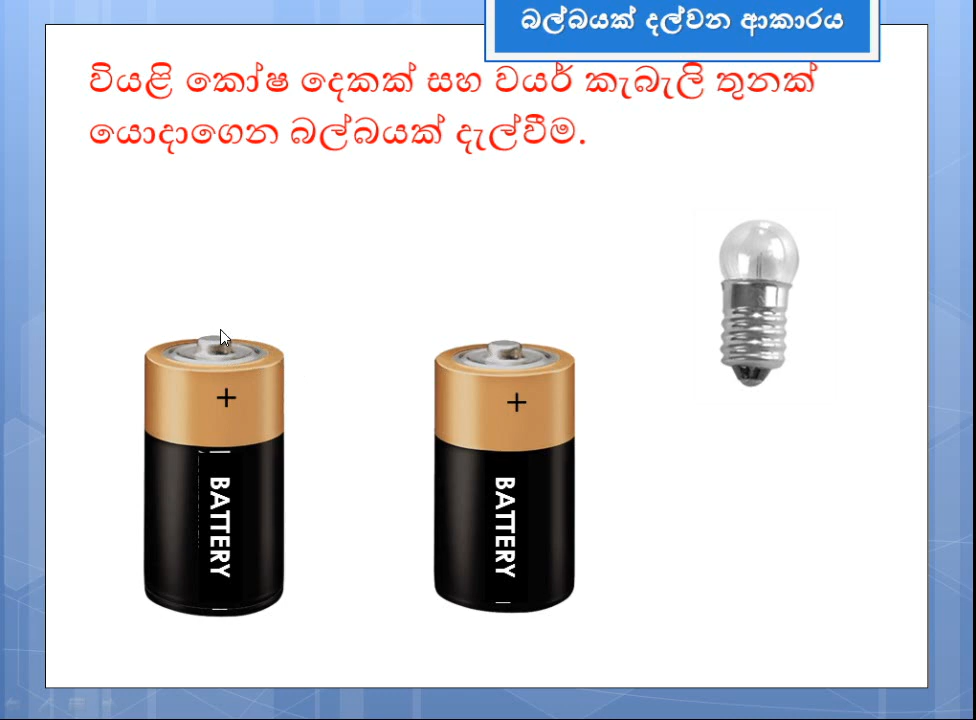 බල්බයක් දල්වන ආකාරය
වියළි කෝෂ දෙකක් සහ වයර් කැබැලි තුනක්
යොදාගෙන බල්බයක් දැල්වීම.
+
+
BATTERY
BATTERY